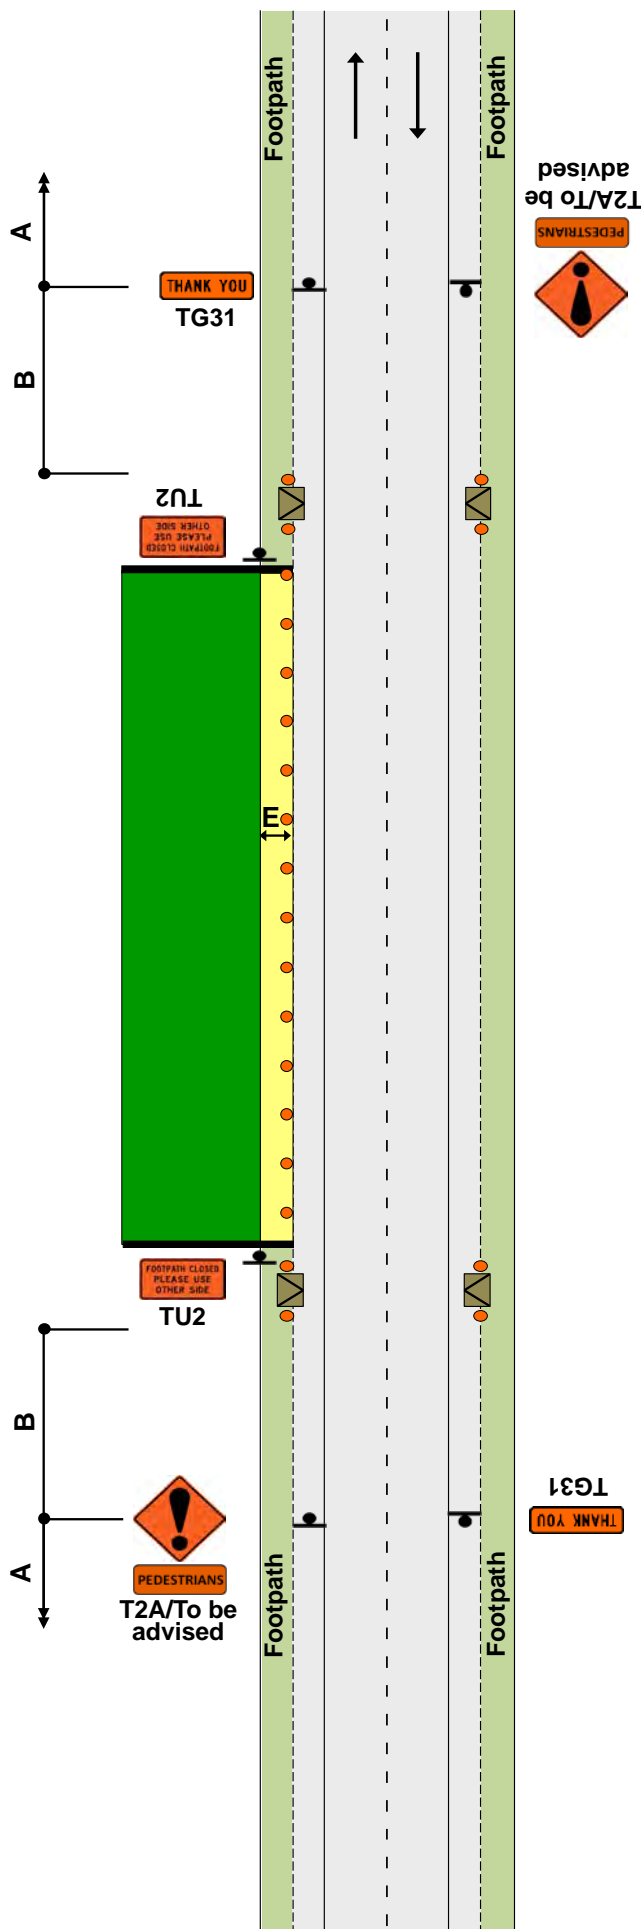 Footpath
Footpath
T2A/To be
advised
PEDESTRIANS
A
THANK YOU
TG31
B
TU2
FOOTPATH CLOSED
PLEASE USE
OTHER SIDE
E
FOOTPATH CLOSED
PLEASE USE
OTHER SIDE
TU2
B
TG31
THANK YOU
A
PEDESTRIANS
T2A/To be
advised
Footpath
Footpath